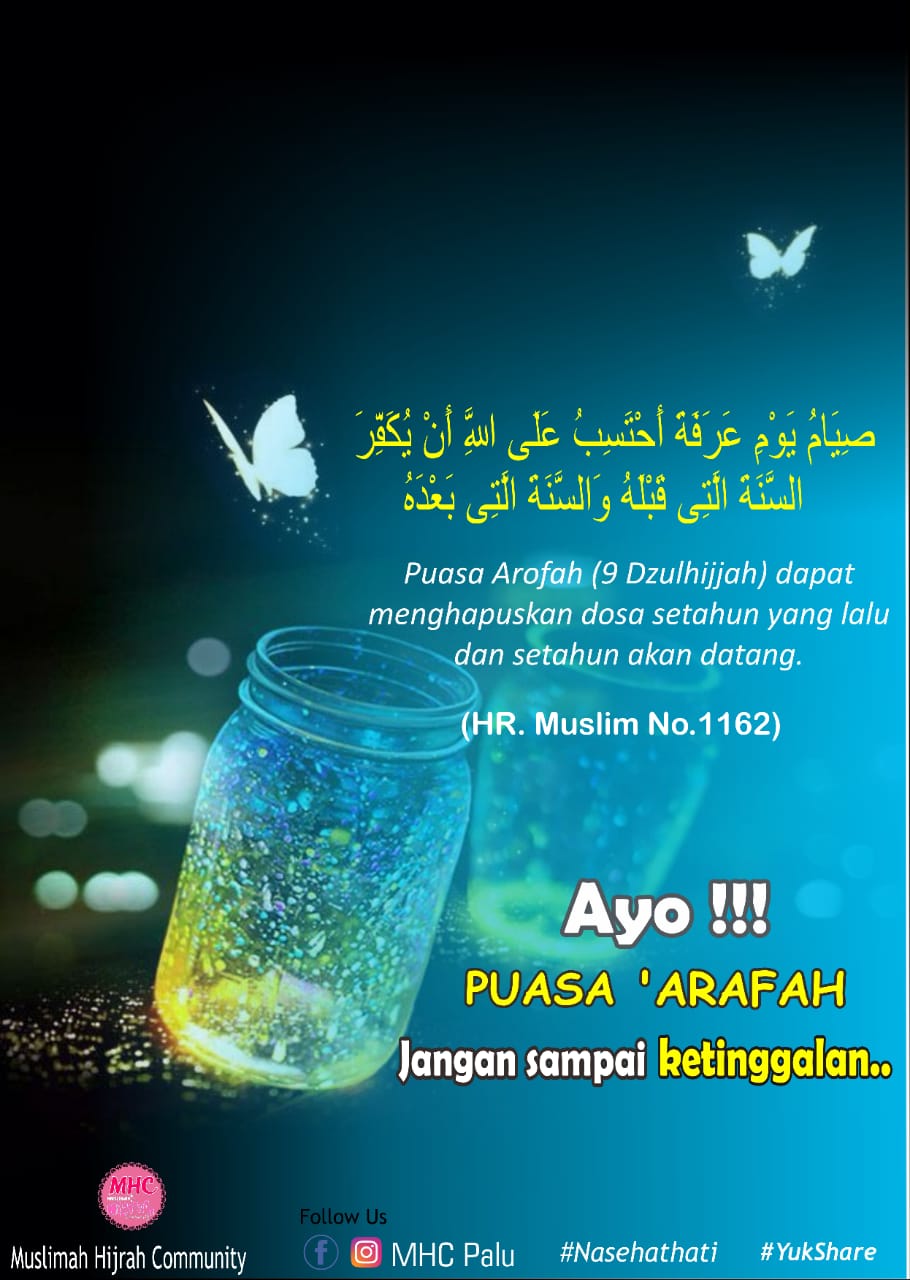 صِيَامُ يَوْمِ عَرَفَةَ أَحْتَسِبُ عَلَى اللَّهِ أَنْ يُكَفِّرَ
السَّنَةَ الَّتِى قَبْلَهُ وَالسَّنَةَ الَّتِى بَعْدَهُ
Puasa Arofah (9 Dzulhijjah) dapat
menghapuskan dosa setahun yang lalu
dan setahun akan datang.
(HR. Muslim No.1162)
Ayo !!!
PUASA 'ARAFAH
Jangan sampai ketinggalan..
MHC
Muslimah Hijrah Community
Follow Us
MHC Palu
#Nasehathati
#YukShare